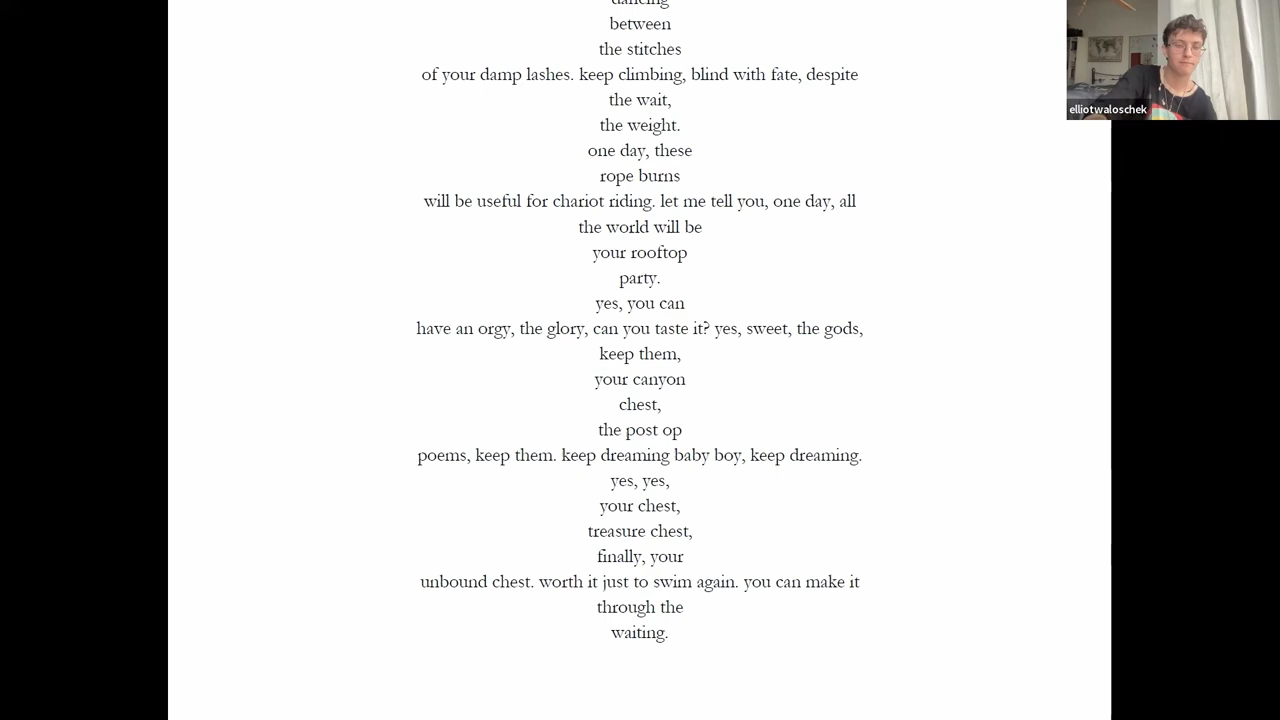 dancing
between
the stitches
of your damp lashes. keep climbing, blind with fate, despite
the wait,
the weight.
one day, these
rope burns
will be useful for chariot riding. let me tell you, one day, all
the world will be
your rooftop
party.
yes, you can
have an orgy, the glory, can you taste it? yes, sweet, the gods,
keep them,
your canyon
chest,
the post op
poems, keep them. keep dreaming baby boy, keep dreaming.
yes, yes,
your chest,
treasure chest,
finally, your
unbound chest. worth it just to swim again. you can make it
through the
waiting.
elliotwaloschek